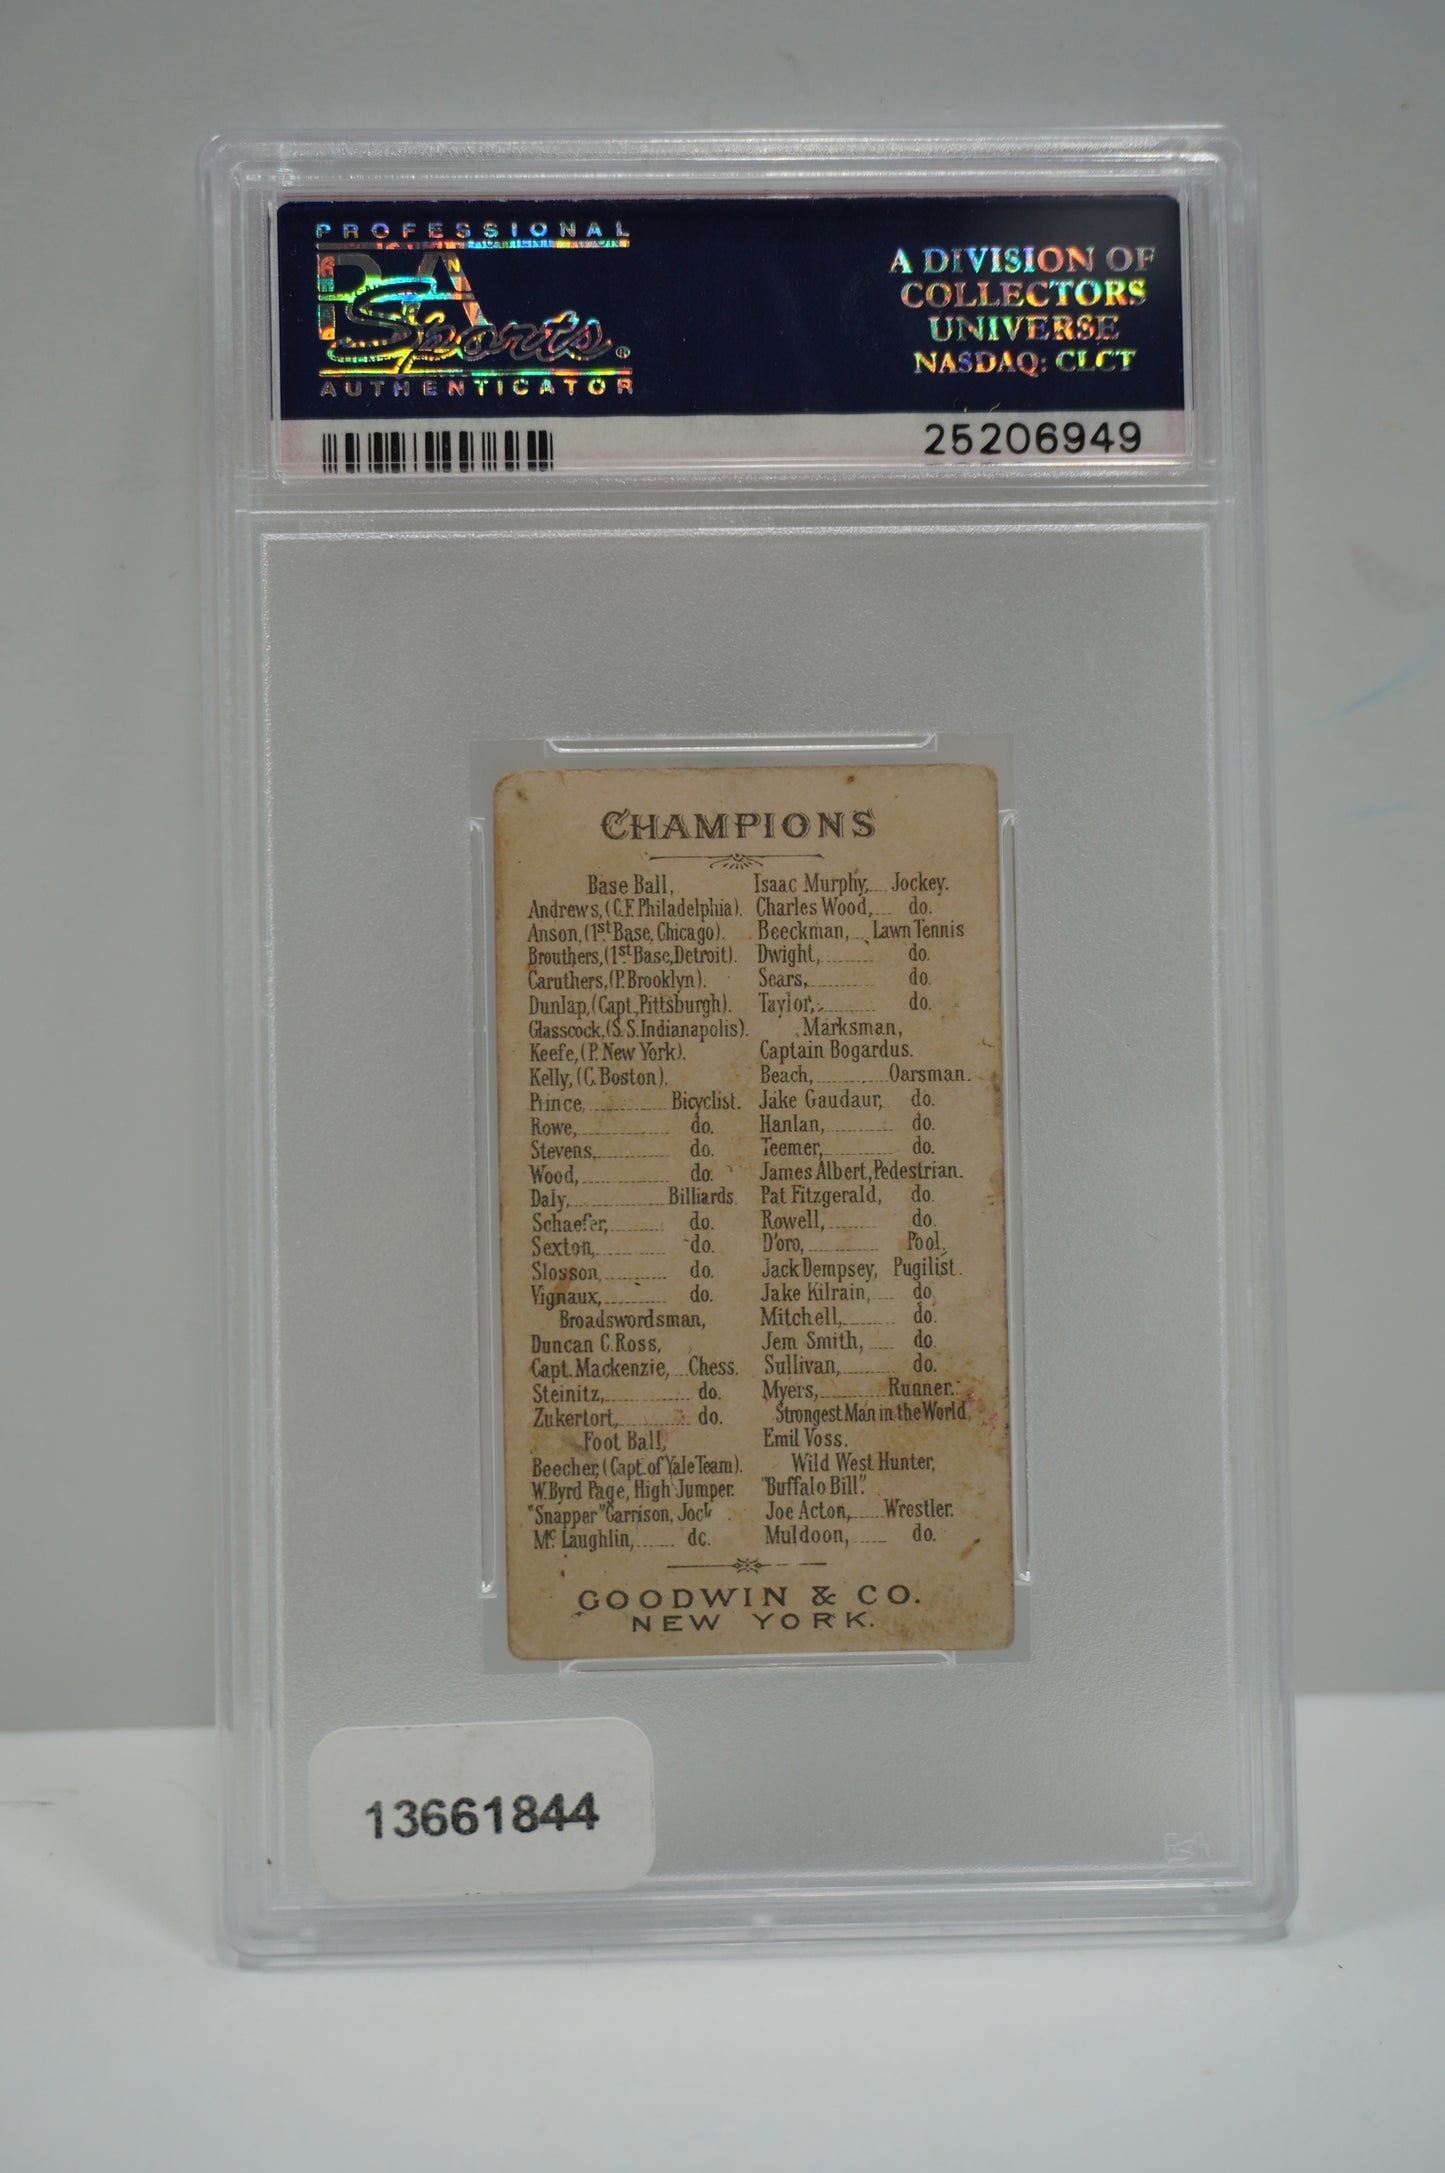 PROFESSIONAL
PSA
Sports®
AUTHENTICATOR
A DIVISION OF
COLLECTORS
UNIVERSE
NASDAQ: CLCT
25206949
CHAMPIONS
Base Ball,
Andrews, (C.F. Philadelphia).
Anson, (1st Base, Chicago).
Brouthers, (1st Base, Detroit).
Caruthers, (P. Brooklyn).
Dunlap, (Capt., Pittsburgh).
Glasscock, (S.S. Indianapolis).
Keefe, (P. New York).
Kelly, (C. Boston).
Prince, Bicyclist.
Rowe, do.
Stevens, do.
Wood, do.
Daly, Billiards.
Schaefer, do.
Sexton, do.
Slosson, do.
Vignaux, do.
Broadswordsman,
Duncan C. Ross,
Capt. Mackenzie, Chess.
Steinitz, do.
Zukertort, do.
Foot Ball,
Beecher, (Capt. of Yale Team).
W. Byrd Page, High Jumper.
"Snapper" Garrison,
Mc Laughlin, do.
Isaac Murphy, Jockey.
Charles Wood, do.
Beeckman, Lawn Tennis
Dwight, do.
Sears, do.
Taylor, do.
Marksman,
Captain Bogardus.
Beach, Oarsman.
Jake Gaudaur, do.
Hanlan, do.
Teemer, do.
James Albert, Pedestrian.
Pat Fitzgerald, do.
Rowell, do.
D'oro, Pool.
Jack Dempsey, Pugilist.
Jake Kilrain, do.
Mitchell, do.
Jem Smith, do.
Sullivan, do.
Myers, Runner.
Strongest Man in the World,
Emil Voss.
Wild West Hunter,
"Buffalo Bill".
Joe Acton, Wrestler.
Muldoon, do.
GOODWIN & CO.
NEW YORK.
13661844